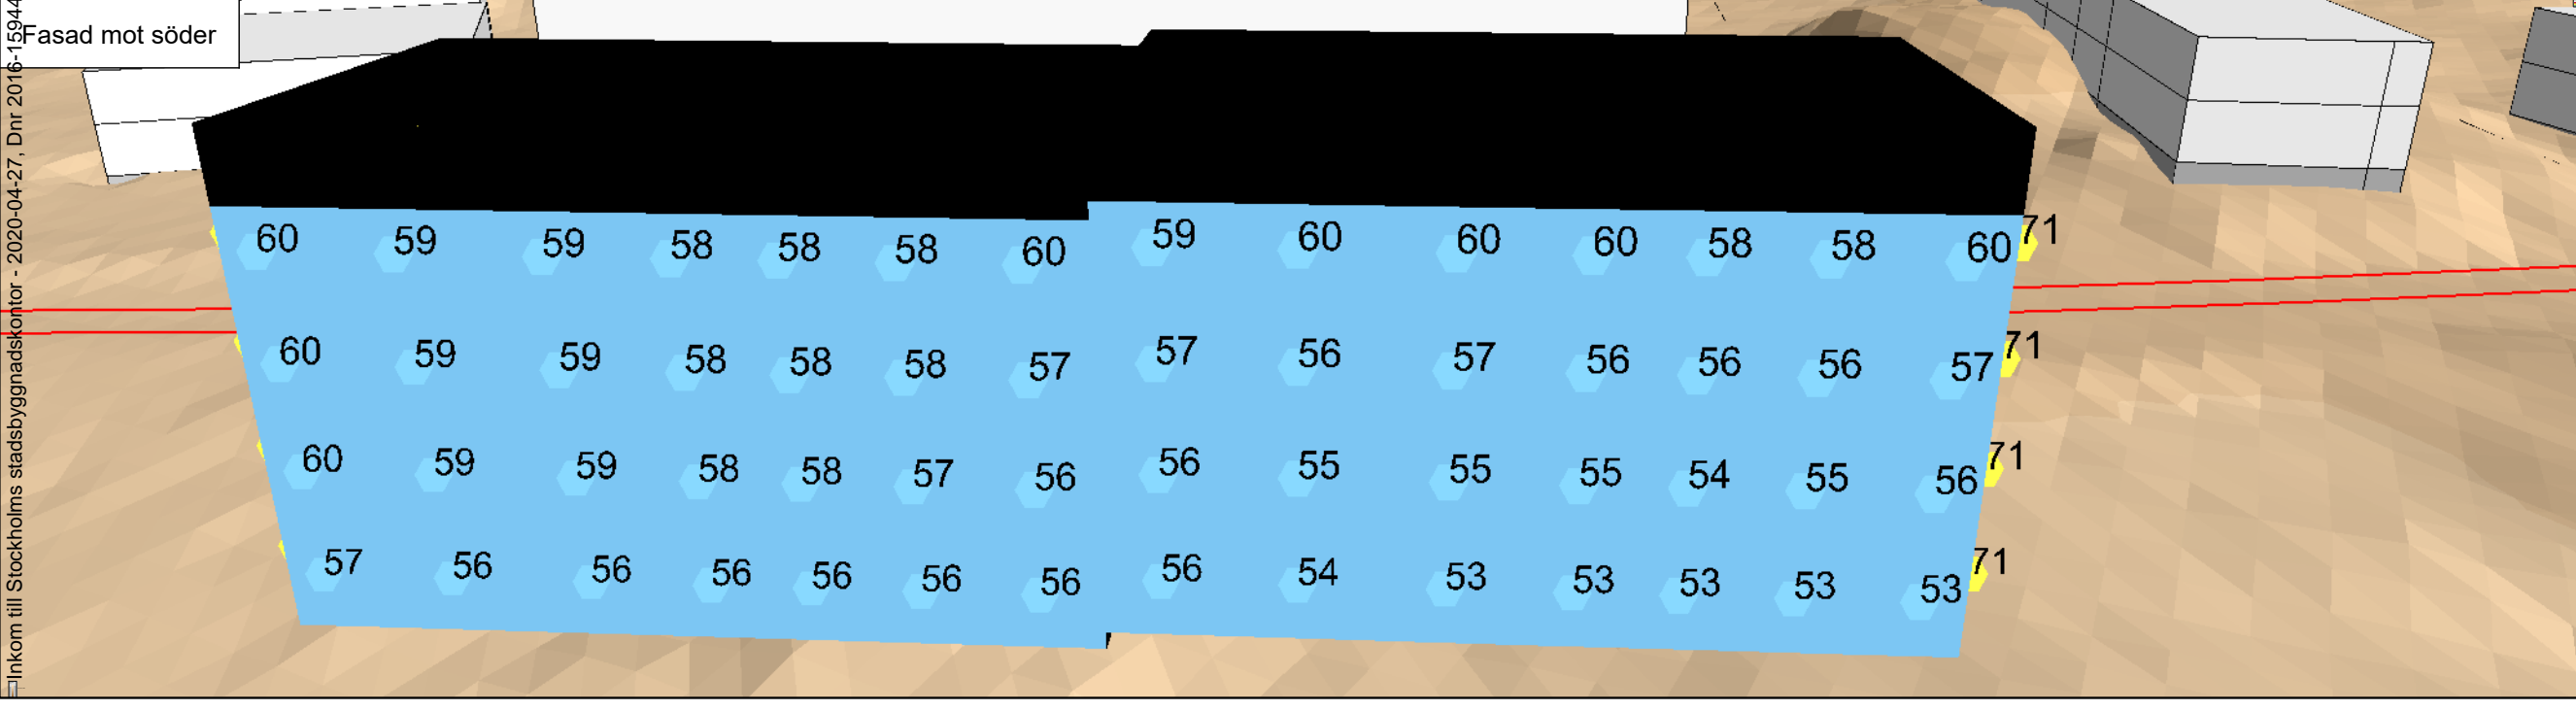 Fasad mot söder
Inkom till Stockholms stadsbyggnadskontor - 2020-04-27, Dnr 2016-15944
60 59 59 58 58 58 60 59 60 60 60 58 58 60 71
60 59 59 58 58 58 57 57 56 57 56 56 56 57 71
60 59 59 58 58 57 56 56 55 55 55 54 55 56 71
57 56 56 56 56 56 56 56 54 53 53 53 53 53 71